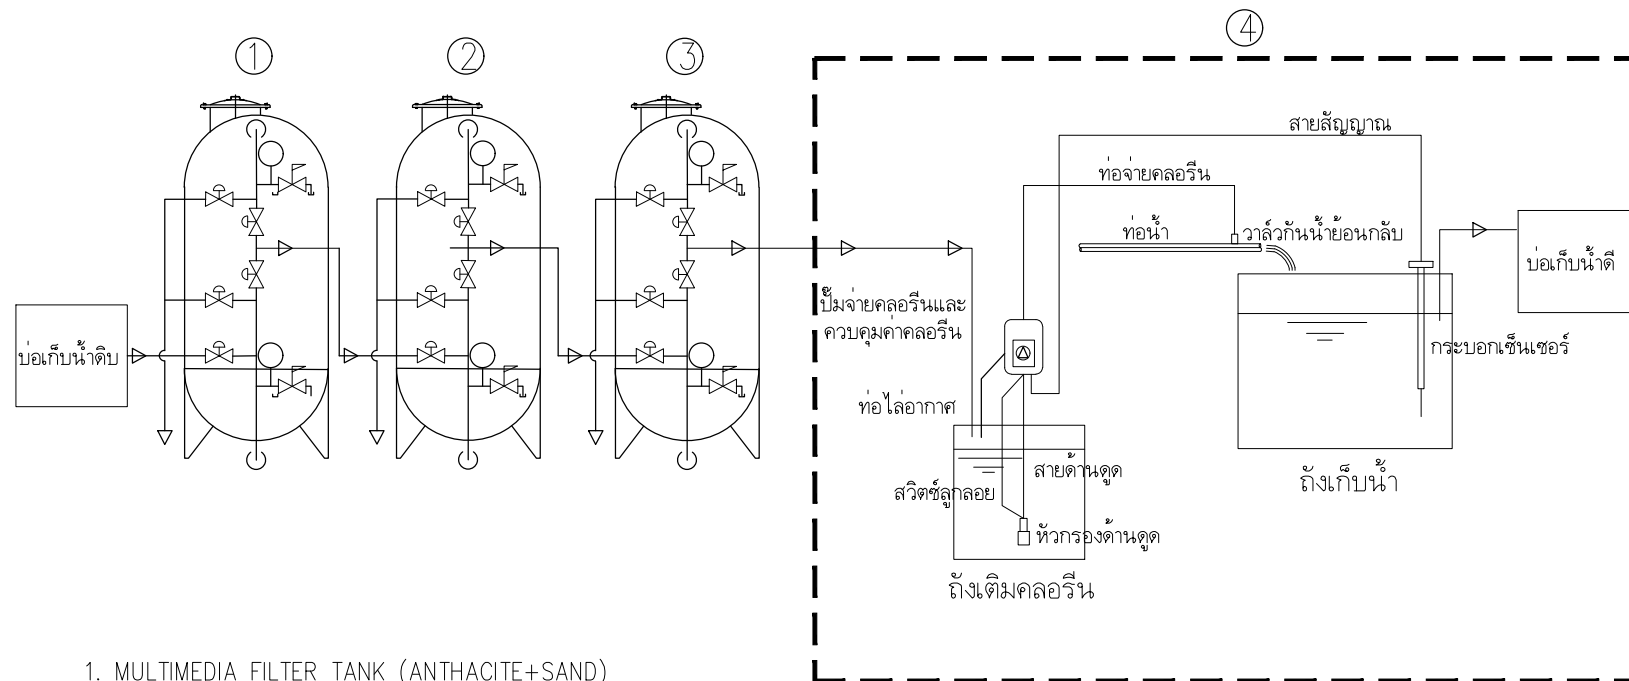 1
2
3
4
สายสัญญาณ
ท่อจ่ายคลอรีน
ท่อน้ำ
วาล์วกันน้ำย้อนกลับ
บ่อเก็บน้ำดี
ปั๊มจ่ายคลอรีนและ
ควบคุมค่าคลอรีน
บ่อเก็บน้ำดิบ
กระบอกเซ็นเซอร์
ท่อไล่อากาศ
สายด้านดูด
สวิตซ์ลูกลอย
ถังเก็บน้ำ
หัวกรองด้านดูด
ถังเติมคลอรีน
1. MULTIMEDIA FILTER TANK (ANTHACITE+SAND)